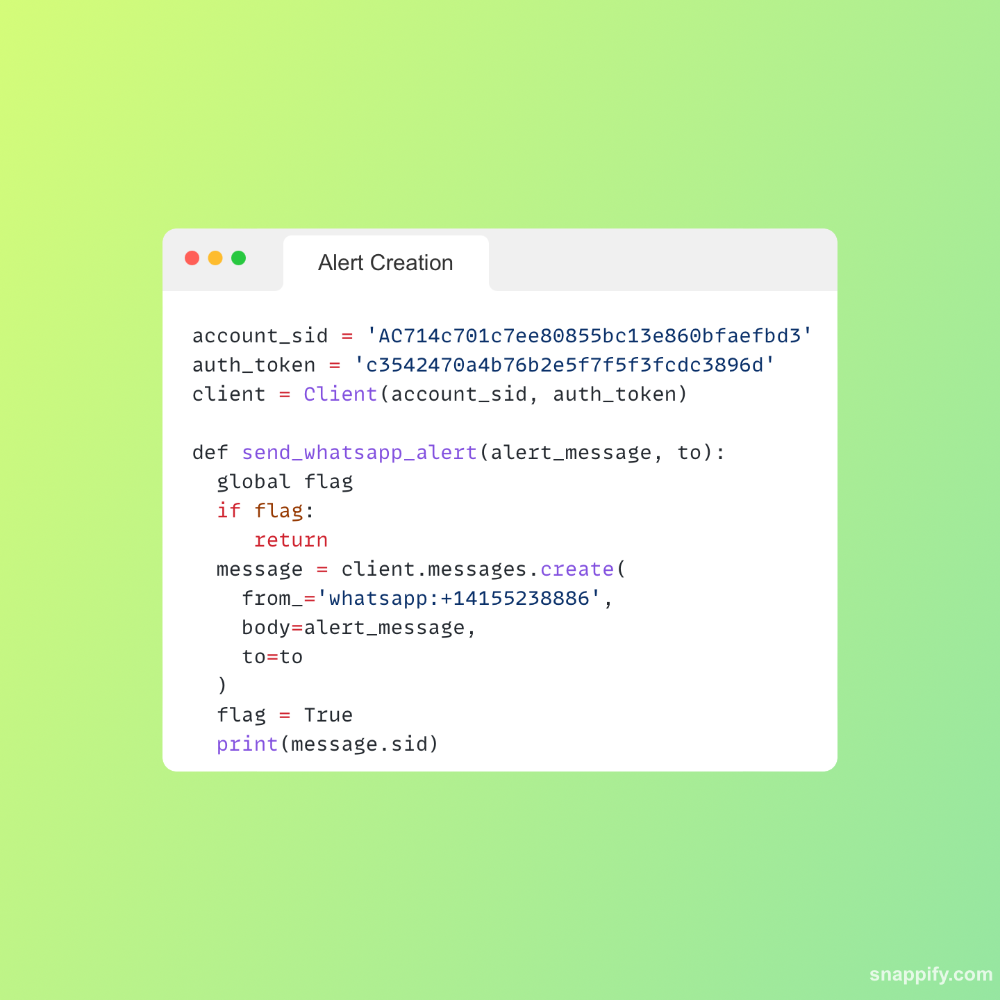 Alert Creation
account_sid = 'AC714c701c7ee80855bc13e860bfaefbd3'
auth_token = 'c3542470a4b76b2e5f7f5f3fcdc3896d'
client = Client(account_sid, auth_token)
def send_whatsapp_alert(alert_message, to):
global flag
if flag:
return
message = client.messages.create(
from_='whatsapp:+14155238886',
body=alert_message,
to=to
)
flag = True
print(message.sid)
snappify.com